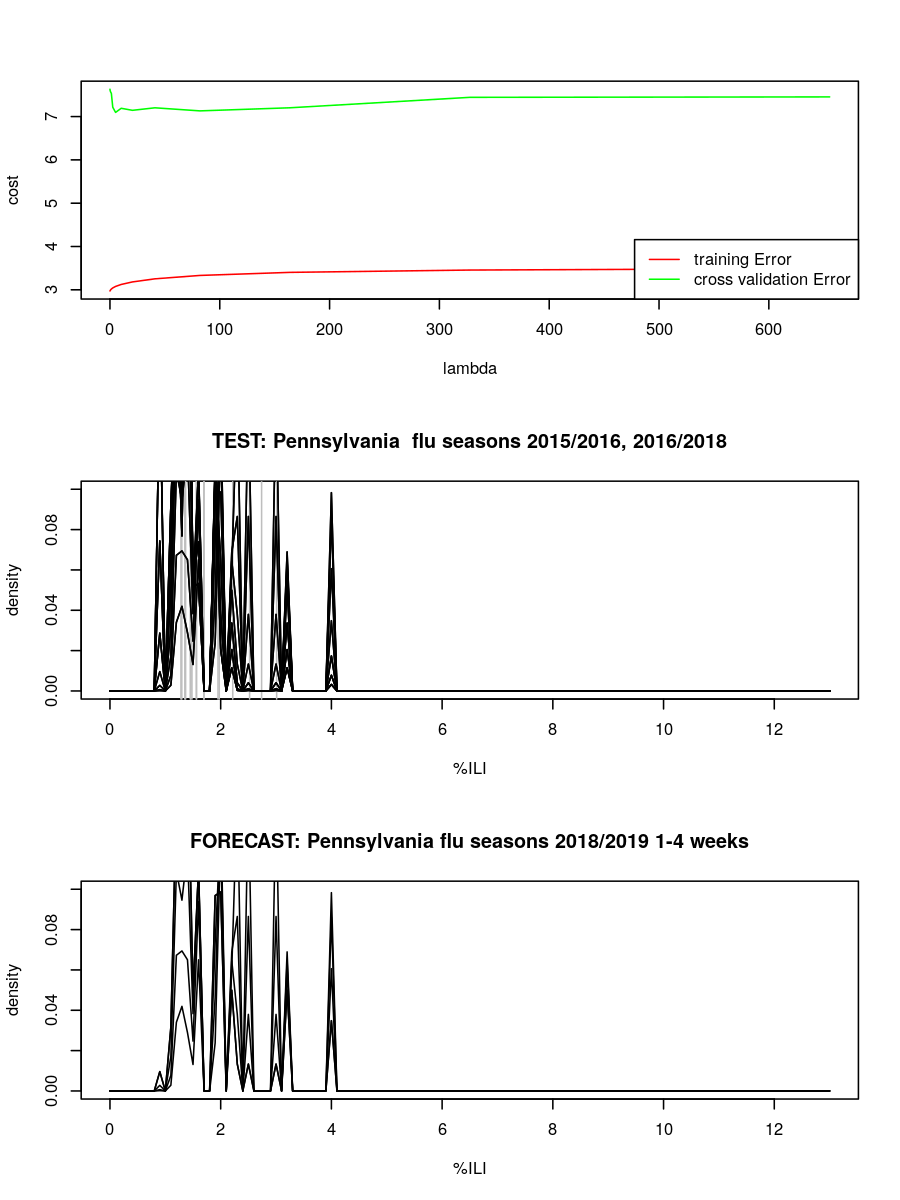 7
6
5
4
3
cost
training Error
cross validation Error
0 100 200 300 400 500 600
lambda
TEST: Pennsylvania  flu seasons 2015/2016, 2016/2018
0.08
0.04
0.00
density
0 2 4 6 8 10 12
%ILI
FORECAST: Pennsylvania flu seasons 2018/2019 1-4 weeks
0.08
0.04
0.00
density
0 2 4 6 8 10 12
%ILI